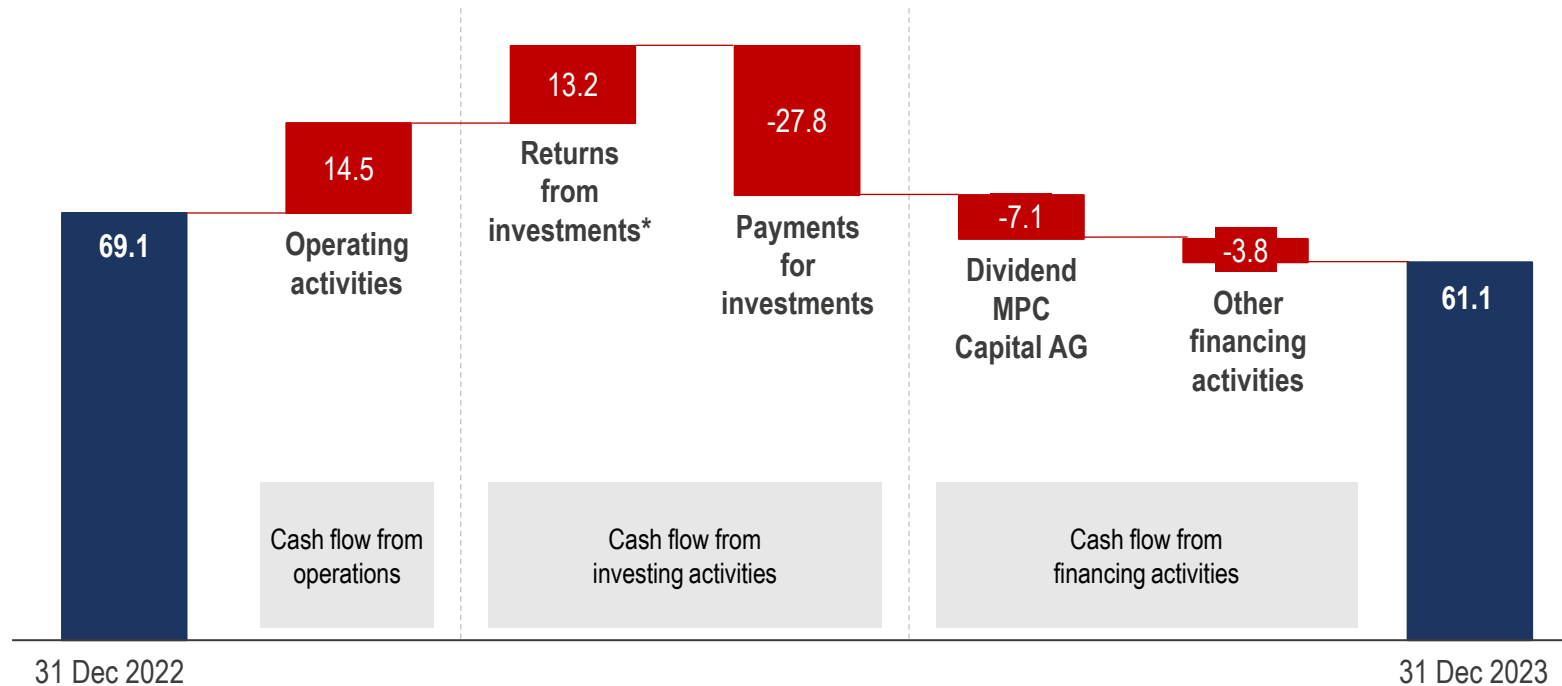 69.1
14.5
Operating
activities
13.2
Returns
from
investments*
-27.8
Payments
for
investments
-7.1
Dividend
MPC
Capital AG
-3.8
Other
financing
activities
61.1
Cash flow from
operations
Cash flow from
investing activities
Cash flow from
financing activities
31 Dec 2022
31 Dec 2023